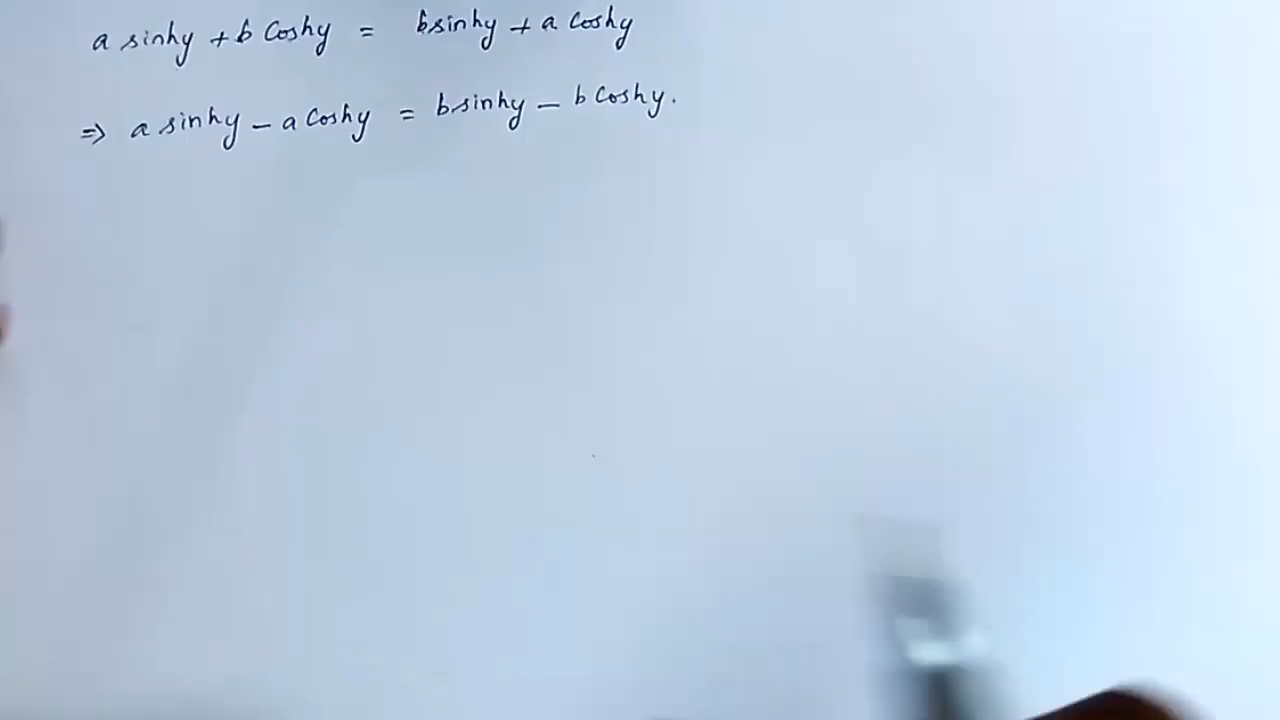 a sinhy + b Coshy = bsinhy + a Coshy
⇒ a sinhy - a Coshy = bsinhy - b Coshy.